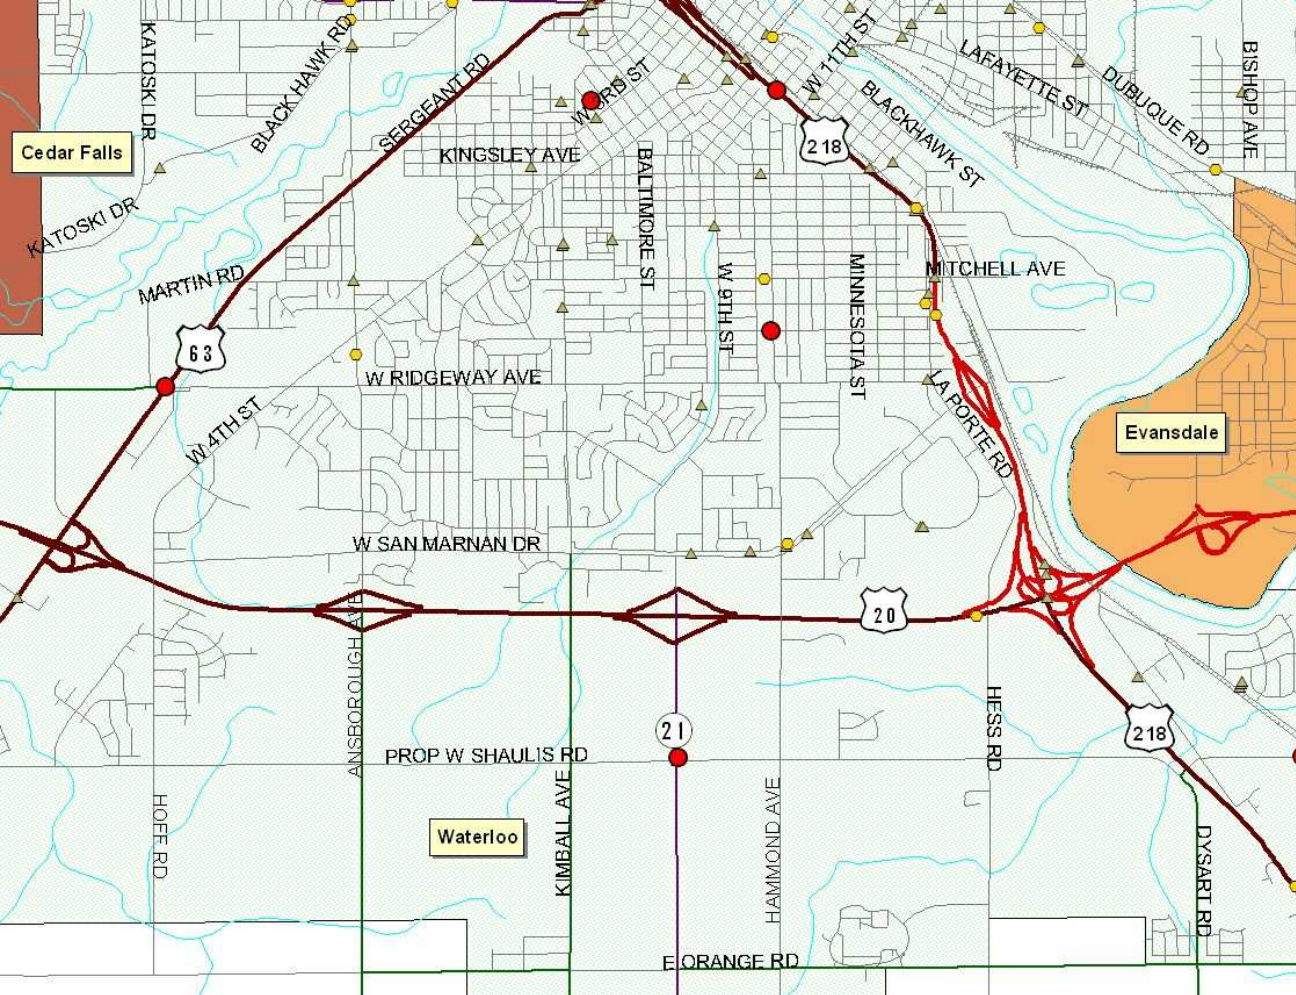 KATOSKI DR
BLACK HAWK RD
SERGEANT RD
W 3RD ST
W 11TH ST
LAFAYETTE ST
DUBUQUE RD
BISHOP AVE
BLACKHAWK ST
Cedar Falls
KINGSLEY AVE
218
BALTIMORE ST
KATOSKI DR
MARTIN RD
W 9TH ST
MINNESOTA ST
MITCHELL AVE
63
W RIDGEWAY AVE
W 4TH ST
LA PORTE RD
Evansdale
W SAN MARNAN DR
20
ANSBOROUGH AVE
HESS RD
21
218
PROP W SHAULIS RD
HOFF RD
Waterloo
KIMBALL AVE
HAMMOND AVE
DYSART RD
E ORANGE RD